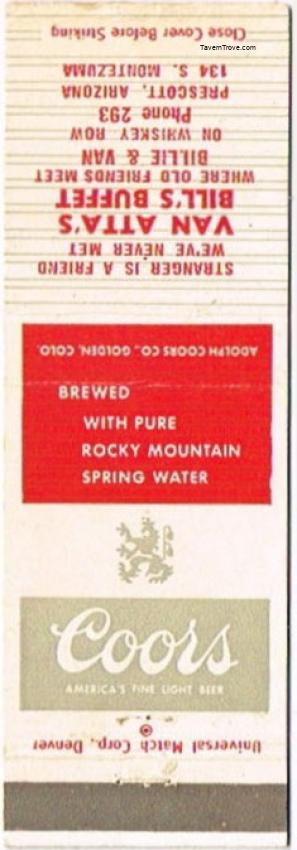 TavernTrove.com
STRANGER IS A FRIEND
WE'VE NEVER MET
VAN ATTA'S
BILL'S BUFFET
WHERE OLD FRIENDS MEET
BILLIE & VAN
ON WHISKEY ROW
Phone 293
PRESCOTT, ARIZONA
134 S. MONTEZUMA
Close Cover Before Striking
ADOLPH COORS CO., GOLDEN, COLO.
BREWED
WITH PURE
ROCKY MOUNTAIN
SPRING WATER
Coors
AMERICA'S FINE LIGHT BEER
Universal Match Corp., Denver